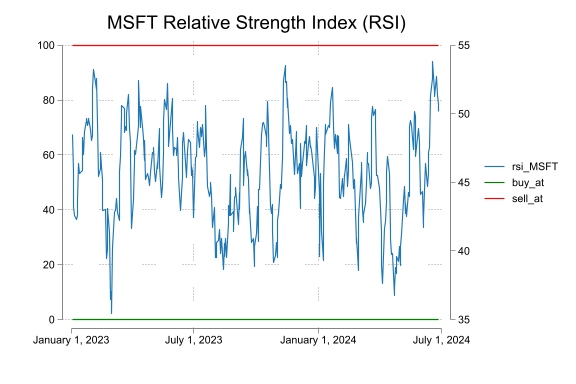 MSFT Relative Strength Index (RSI)
100
80
60
40
20
0
55
50
45
40
35
January 1, 2023
July 1, 2023
January 1, 2024
July 1, 2024
rsi_MSFT
buy_at
sell_at